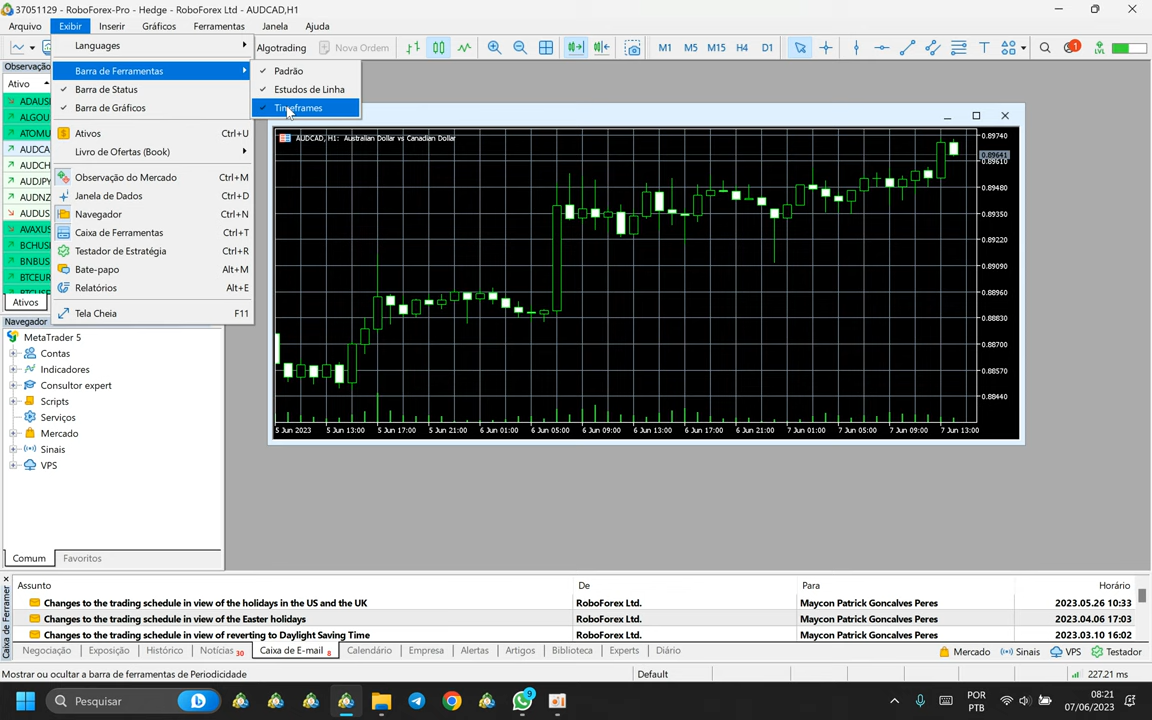 37051129 - RoboForex-Pro - Hedge - RoboForex Ltd - AUDCAD,H1
Arquivo Exibir Inserir Gráficos Ferramentas Janela Ajuda
Languages
Algotrading Nova Ordem M1 M5 M15 H4 D1 T 1 LVL
Observação
Ativo
Barra de Ferramentas
Padrão
Barra de Status
Estudos de Linha
Barra de Gráficos
Timeframes
Ativos Ctrl+U
Livro de Ofertas (Book)
Observação do Mercado Ctrl+M
Janela de Dados Ctrl+D
Navegador Ctrl+N
Caixa de Ferramentas Ctrl+T
Testador de Estratégia Ctrl+R
Bate-papo Alt+M
Relatórios Alt+E
Tela Cheia F11
ADAUS
ALGOU
ATOMU
AUDCA
AUDCH
AUDJPY
AUDNZ
AUDUS
AVAXUS
BCHUS
BNBUS
BTCEUR
Ativos
AUDCAD, H1: Australian Dollar vs Canadian Dollar
0.89740
0.89641
0.89610
0.89480
0.89350
0.89220
0.89090
0.88960
0.88830
0.88700
0.88570
0.88440
5 Jun 2023 5 Jun 13:00 5 Jun 17:00 5 Jun 21:00 6 Jun 01:00 6 Jun 05:00 6 Jun 09:00 6 Jun 13:00 6 Jun 17:00 6 Jun 21:00 7 Jun 01:00 7 Jun 05:00 7 Jun 09:00 7 Jun 13:00
Navegador
MetaTrader 5
Contas
Indicadores
Consultor expert
Scripts
Serviços
Mercado
Sinais
VPS
Comum Favoritos
Caixa de Ferramer
Assunto De Para Horário
Changes to the trading schedule in view of the holidays in the US and the UK RoboForex Ltd. Maycon Patrick Goncalves Peres 2023.05.26 10:33
Changes to the trading schedule in view of the Easter holidays RoboForex Ltd. Maycon Patrick Goncalves Peres 2023.04.06 17:03
Changes to the trading schedule in view of reverting to Daylight Saving Time RoboForex Ltd. Maycon Patrick Goncalves Peres 2023.03.10 16:02
Negociação Exposição Histórico Notícias 30 Caixa de E-mail 8 Calendário Empresa Alertas Artigos Biblioteca Experts Diário Mercado Sinais VPS Testador
Mostrar ou ocultar a barra de ferramentas de Periodicidade Default 227.21 ms
Pesquisar 9 POR PTB 08:21
07/06/2023